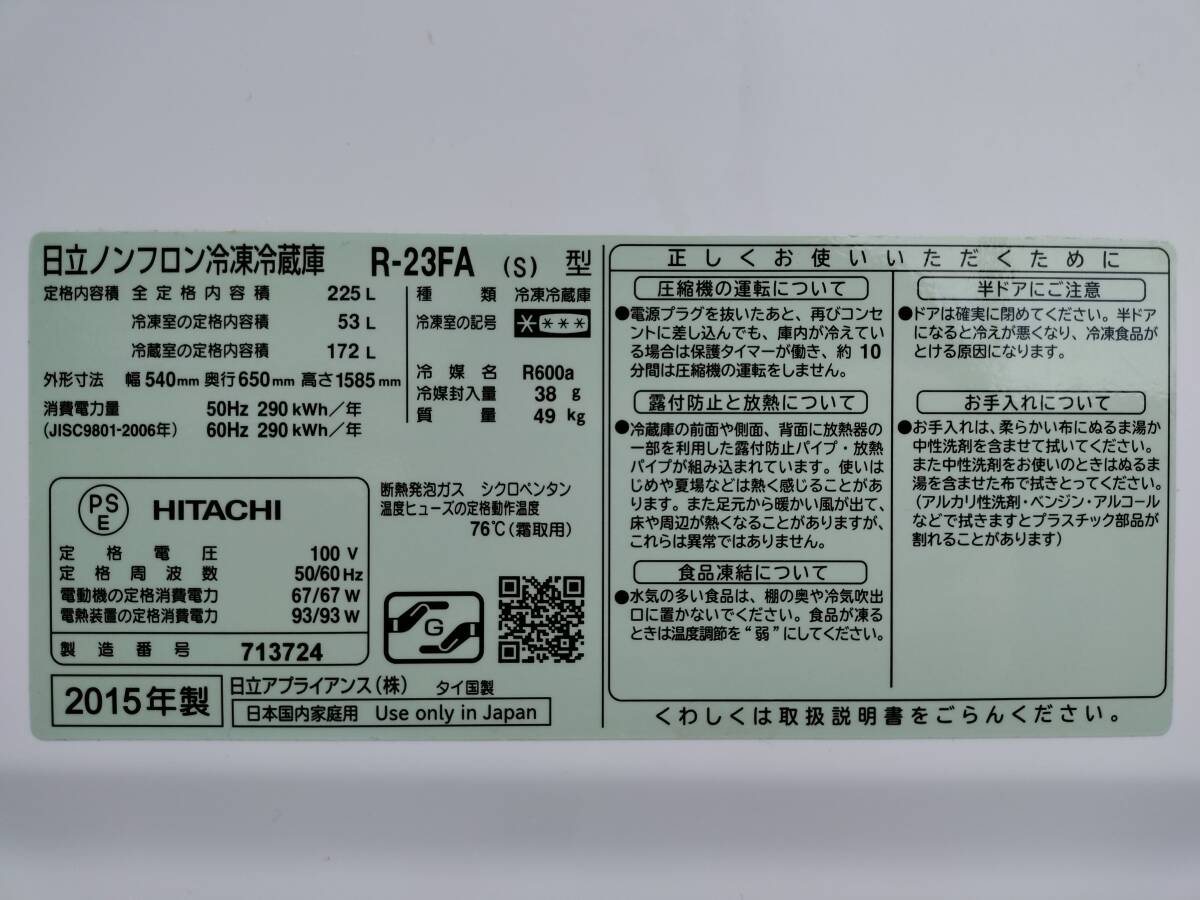 日立ノンフロン冷凍冷蔵庫 R-23FA (S) 型
定格内容積 全定格内容積 225 L
冷凍室の定格内容積 53 L
冷蔵室の定格内容積 172 L
外形寸法 幅540mm 奥行650mm 高さ1585mm
消費電力量 50Hz 290 kWh/年
(JISC9801-2006年) 60Hz 290 kWh/年
種類 冷凍冷蔵庫
冷凍室の記号
冷媒名 R600a
冷媒封入量 38 g
質量 49 kg
PS
E
HITACHI
定格電圧 100 V
定格周波数 50/60 Hz
電動機の定格消費電力 67/67 W
電熱装置の定格消費電力 93/93 W
製造番号 713724
断熱発泡ガス シクロペンタン
温度ヒューズの定格動作温度
76℃(霜取用)
G
2015年製
日立アプライアンス(株) タイ国製
日本国内家庭用 Use only in Japan
正しくお使いいただくために
圧縮機の運転について
●電源プラグを抜いたあと、再びコンセ
ントに差し込んでも、庫内が冷えてい
る場合は保護タイマーが働き、約10
分間は圧縮機の運転をしません。
露付防止と放熱について
●冷蔵庫の前面や側面、背面に放熱器の
一部を利用した露付防止パイプ・放熱
パイプが組み込まれています。使いは
じめや夏場などは熱く感じることがあ
ります。また足元から暖かい風が出て、
床や周辺が熱くなることがありますが、
これらは異常ではありません。
食品凍結について
●水気の多い食品は、棚の奥や冷気吹出
口に置かないでください。食品が凍る
ときは温度調節を“弱”にしてください。
半ドアにご注意
●ドアは確実に閉めてください。半ドア
になると冷えが悪くなり、冷凍食品が
とける原因になります。
お手入れについて
●お手入れは、柔らかい布にぬるま湯か
中性洗剤を含ませて拭いてください。
また中性洗剤をお使いのときはぬるま
湯を含ませた布で拭きとってください。
(アルカリ性洗剤・ベンジン・アルコール
などで拭きますとプラスチック部品が
割れることがあります)
くわしくは取扱説明書をごらんください。